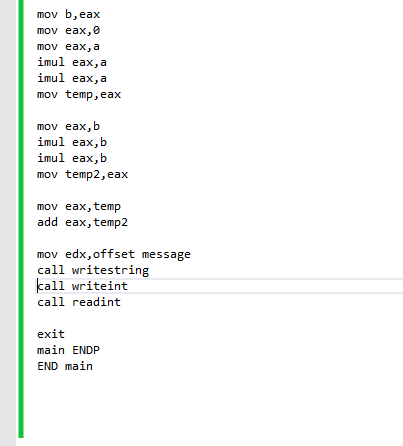 mov b,eax
mov eax,0
mov eax,a
imul eax,a
imul eax,a
mov temp,eax
mov eax,b
imul eax,b
imul eax,b
mov temp2,eax
mov eax,temp
add eax,temp2
mov edx,offset message
call writestring
call writeint
call readint
exit
main ENDP
END main